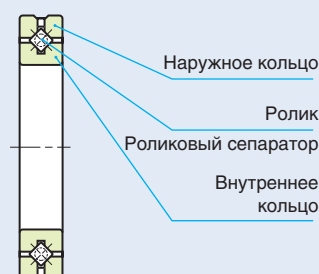 Наружное кольцо
Ролик
Роликовый сепаратор
Внутреннее
кольцо